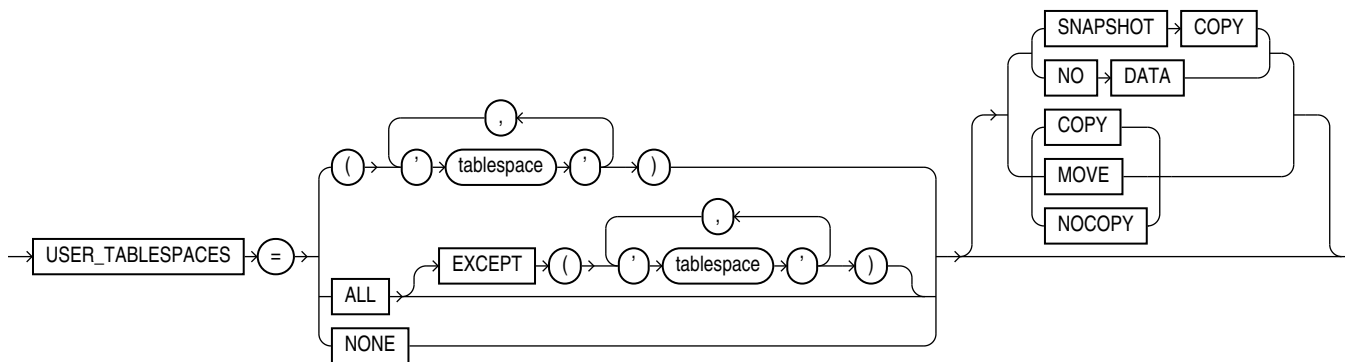 SNAPSHOT COPY
NO DATA
,
COPY
( ' tablespace ' )
MOVE
,
NOCOPY
USER_TABLESPACES =
EXCEPT ( ' tablespace ' )
ALL
NONE